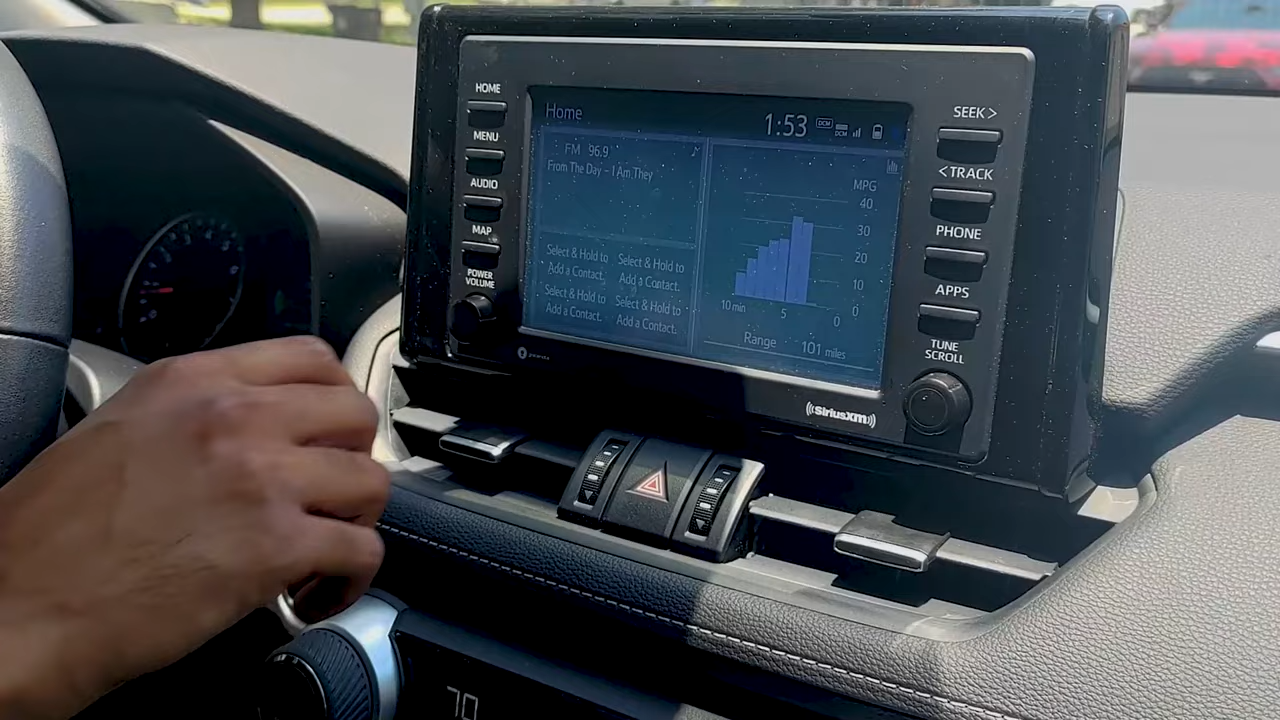 HOME
MENU
AUDIO
MAP
POWER
VOLUME
Home
1:53
DCM
DCM
FM 96.9
From The Day - I Am They
Select & Hold to
Add a Contact.
Select & Hold to
Add a Contact.
Select & Hold to
Add a Contact.
Select & Hold to
Add a Contact.
MPG
40
30
20
10
0
10 min
5
0
Range 101 miles
SEEK >
< TRACK
PHONE
APPS
TUNE
SCROLL
SiriusXM
70